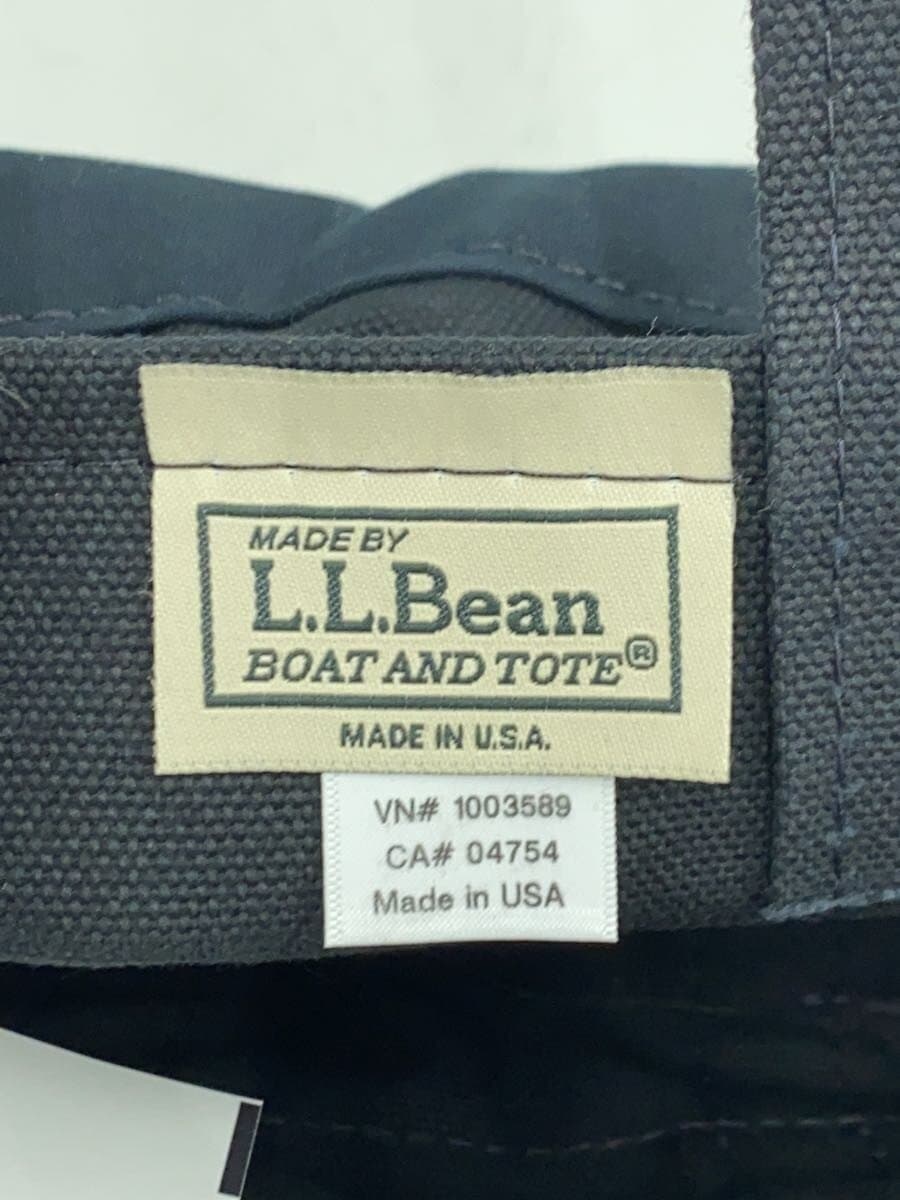 MADE BY
L.L.Bean
BOAT AND TOTE®
MADE IN U.S.A.
VN# 1003589
CA# 04754
Made in USA